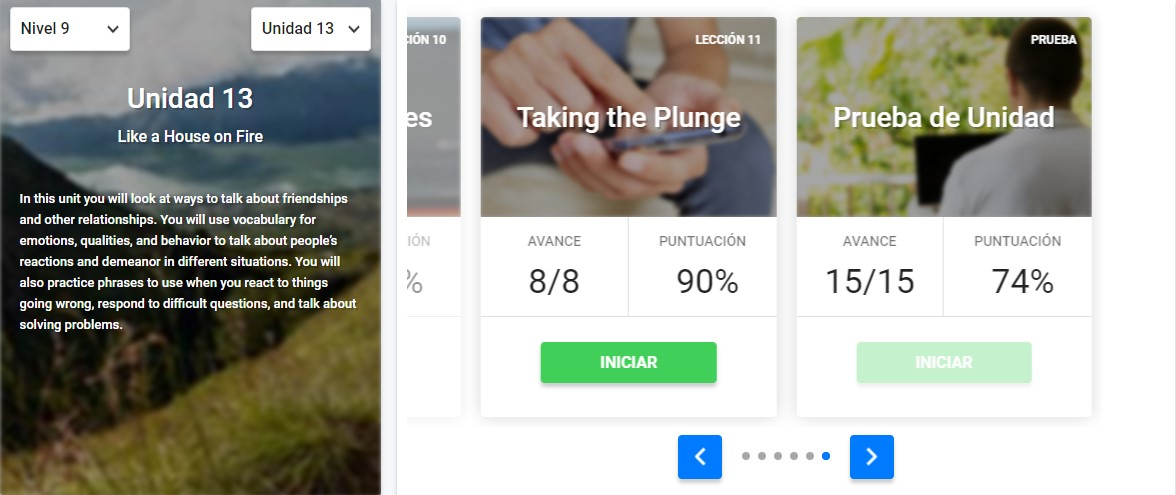 Nivel 9
Unidad 13
Unidad 13
Like a House on Fire
In this unit you will look at ways to talk about friendships
and other relationships. You will use vocabulary for
emotions, qualities, and behavior to talk about people's
reactions and demeanor in different situations. You will
also practice phrases to use when you react to things
going wrong, respond to difficult questions, and talk about
solving problems.
CIÓN 10
es
IÓN
%
LECCIÓN 11
Taking the Plunge
AVANCE
PUNTUACIÓN
8/8
90%
INICIAR
PRUEBA
Prueba de Unidad
AVANCE
PUNTUACIÓN
15/15
74%
INICIAR